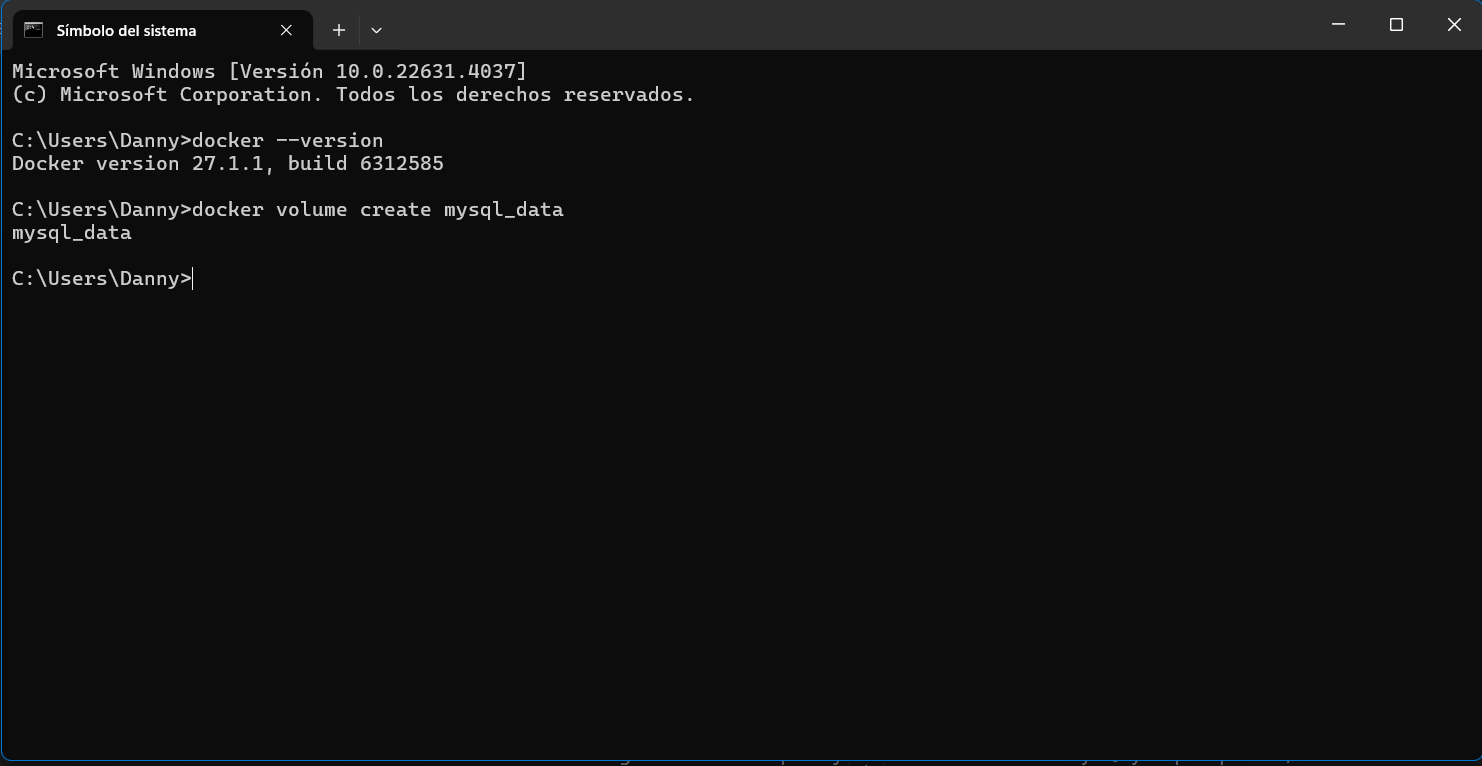 Símbolo del sistema
Microsoft Windows [Versión 10.0.22631.4037]
(c) Microsoft Corporation. Todos los derechos reservados.
C:\Users\Danny>docker --version
Docker version 27.1.1, build 6312585
C:\Users\Danny>docker volume create mysql_data
mysql_data
C:\Users\Danny>